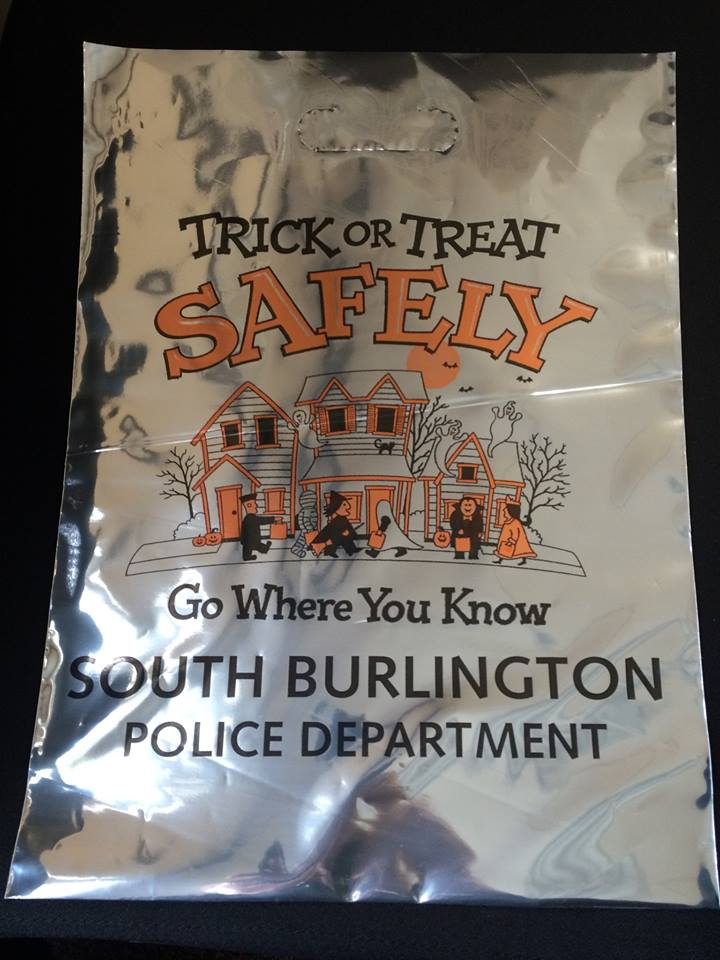 TRICK OR TREAT
SAFELY
Go Where You Know
SOUTH BURLINGTON
POLICE DEPARTMENT